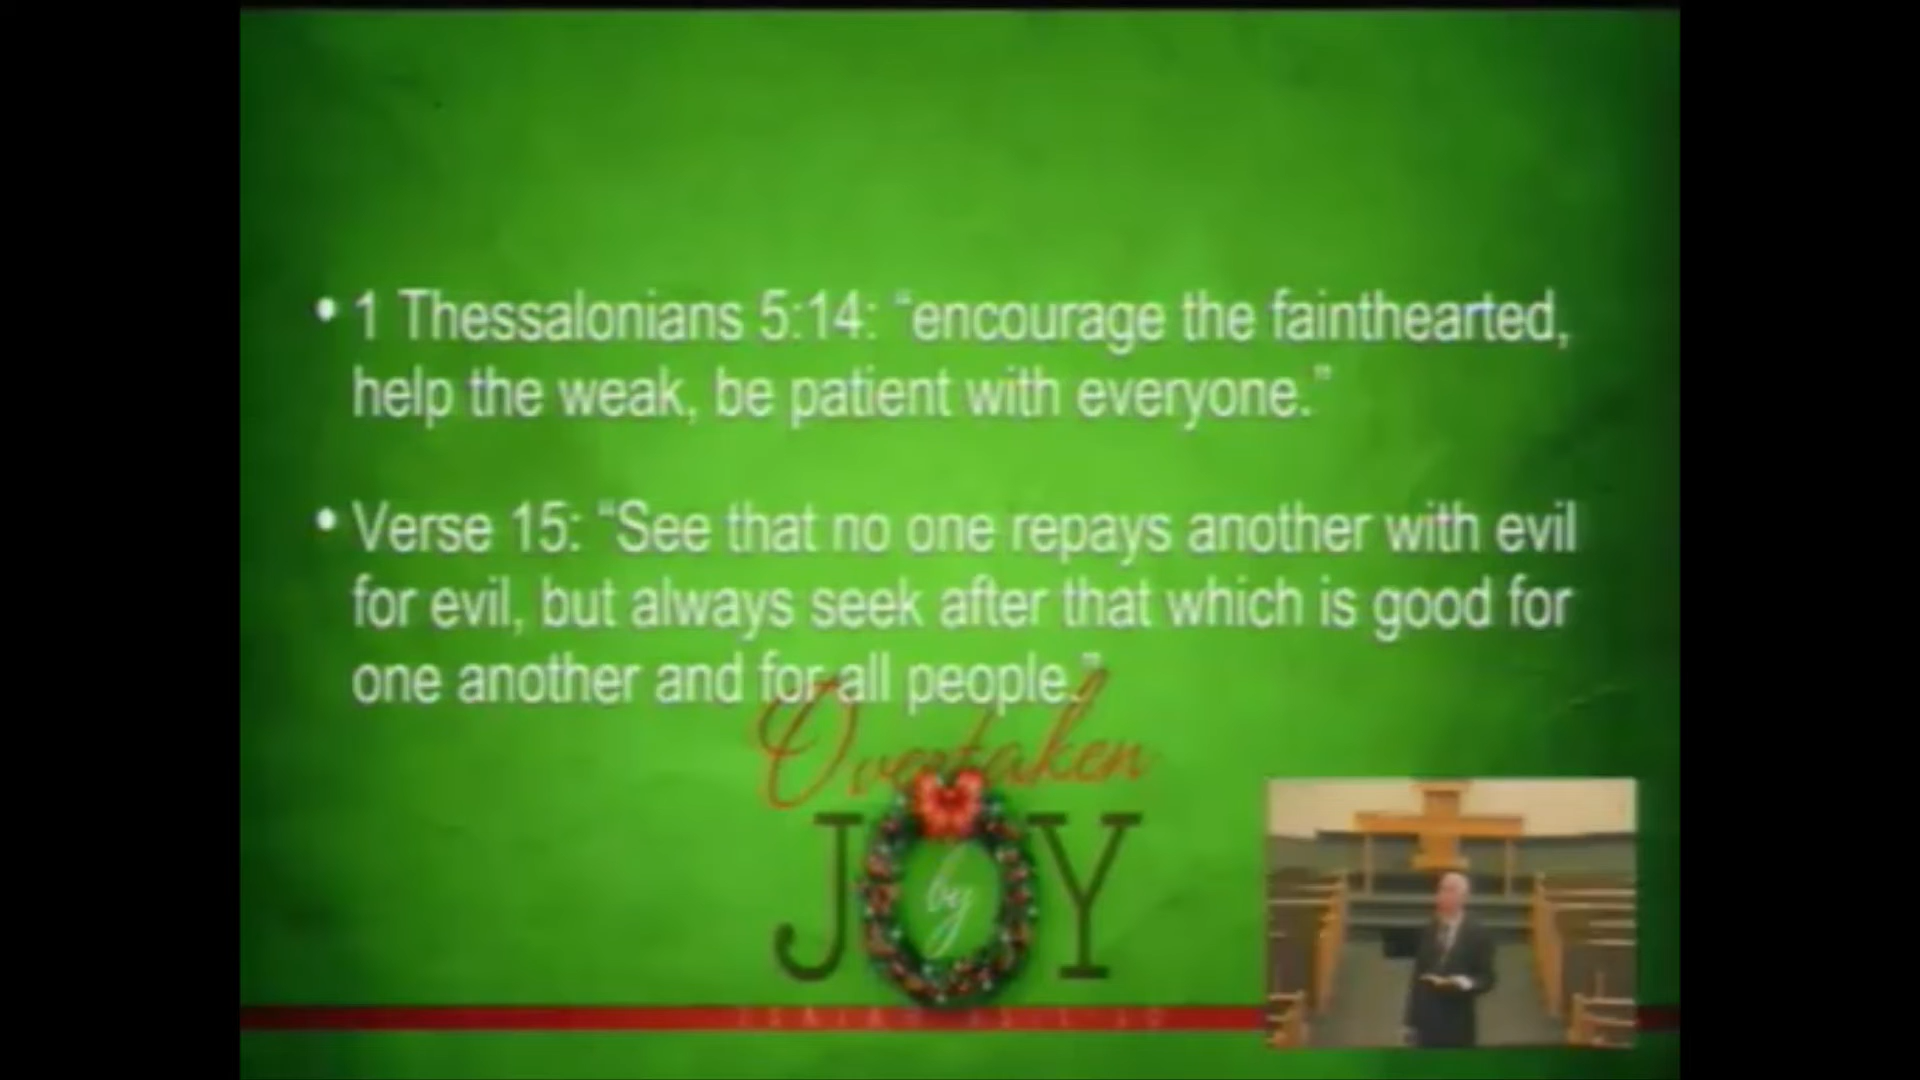 • 1 Thessalonians 5:14: “encourage the fainthearted,
help the weak, be patient with everyone.”
• Verse 15: “See that no one repays another with evil
for evil, but always seek after that which is good for
one another and for all people.”
Overtaken
by
JOY